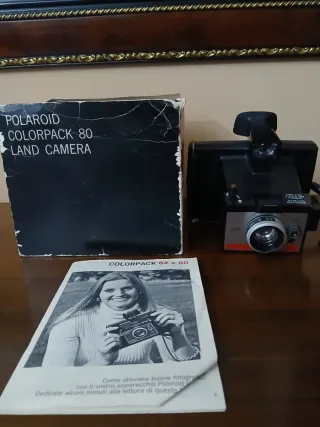 POLAROID
COLORPACK 80
LAND CAMERA
COLORPACK 82 e 80
Come ottenere buone fotografie
con il vostro apparecchio Polaroid
Dedicate alcuni minuti alla lettura di questa